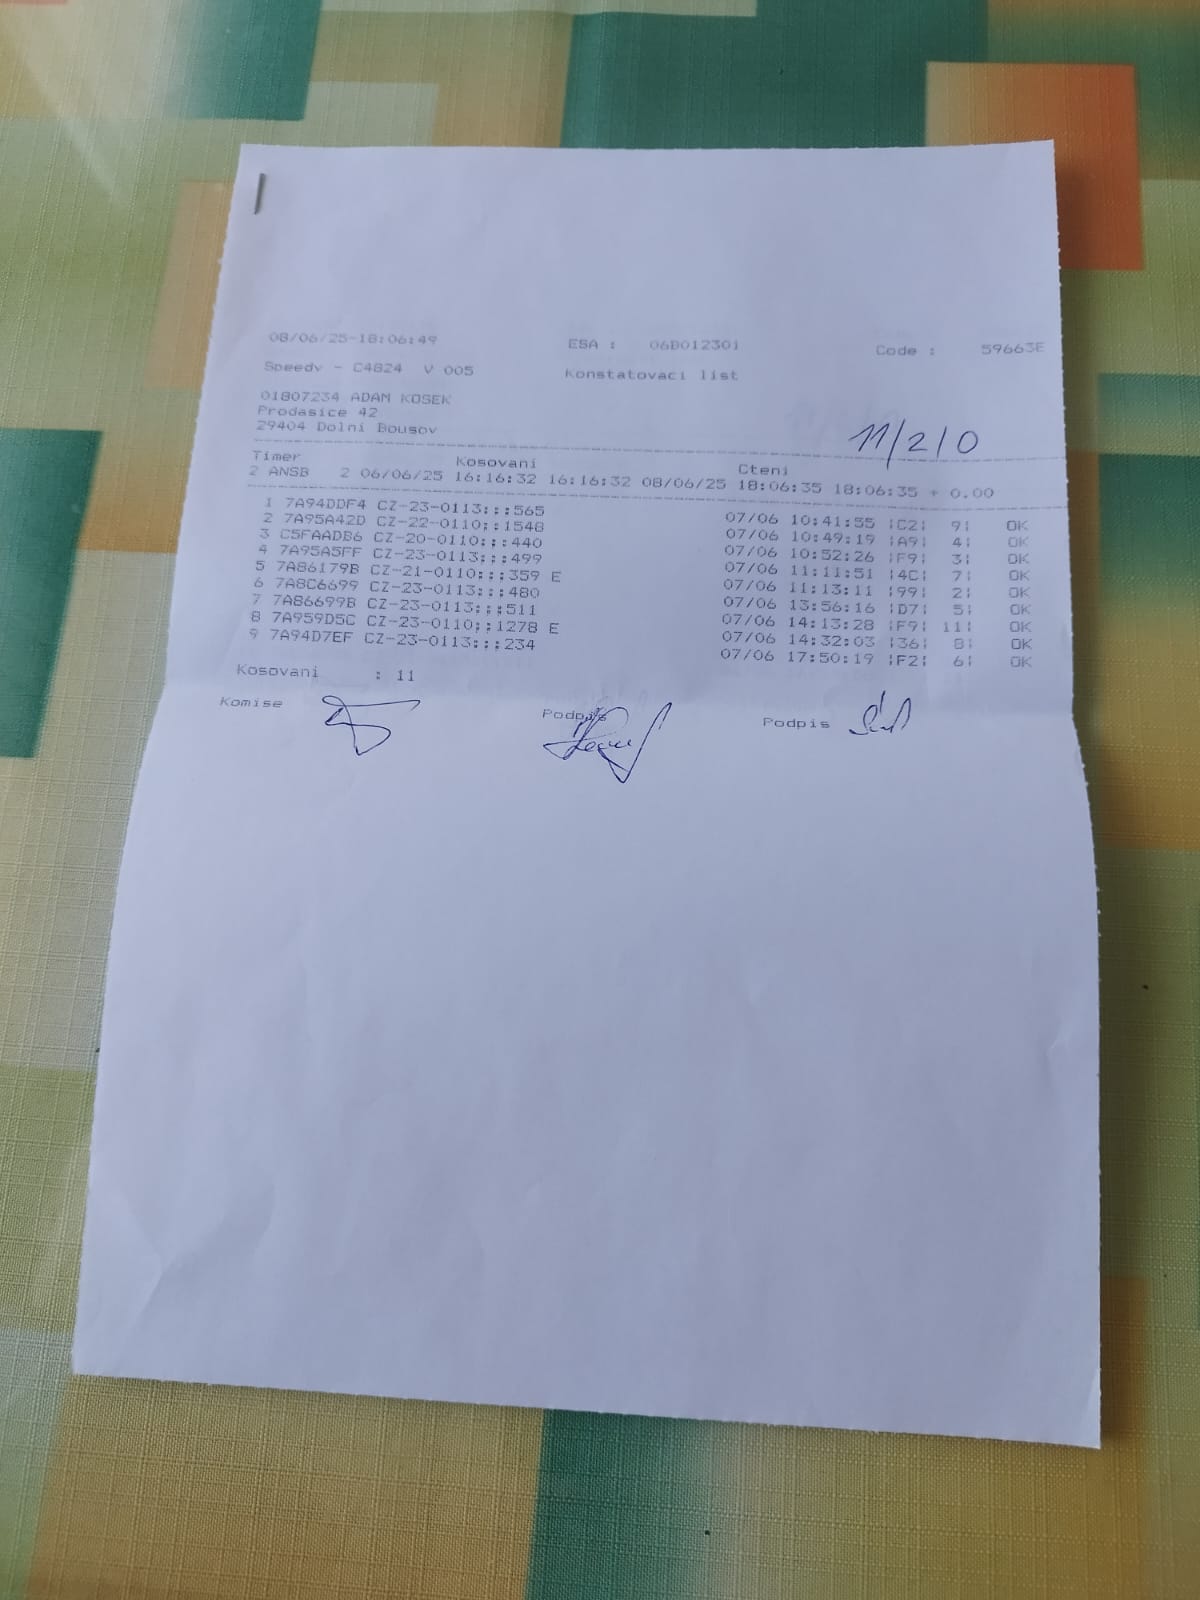 08/06/25-18:06:49 ESA : 06B012301 Code : 59663E
Speedy - C4824 V 005 Konstatovaci list
01807234 ADAM KOSEK
Prodasice 42
29404 Dolni Bousov
11/2/0
Timer Kosovani Cteni
2 ANSB 2 06/06/25 16:16:32 16:16:32 08/06/25 18:06:35 18:06:35 + 0.00
1 7A94DDF4 CZ-23-0113;;;565 07/06 10:41:55 |C2| 9| OK
2 7A95A42D CZ-22-0110;;1548 07/06 10:49:19 |A9| 4| OK
3 C5FAADB6 CZ-20-0110;;;440 07/06 10:52:26 |F9| 3| OK
4 7A95A5FF CZ-23-0113;;;499 07/06 11:11:51 |4C| 7| OK
5 7A86179B CZ-21-0110;;;359 E 07/06 11:13:11 |99| 2| OK
6 7A8C6699 CZ-23-0113;;;480 07/06 13:56:16 |D7| 5| OK
7 7A86699B CZ-23-0113;;;511 07/06 14:13:28 |F9| 11| OK
8 7A959D5C CZ-23-0110;;1278 E 07/06 14:32:03 |36| 8| OK
9 7A94D7EF CZ-23-0113;;;234 07/06 17:50:19 |F2| 6| OK
Kosovani : 11
Komise Podpis Podpis